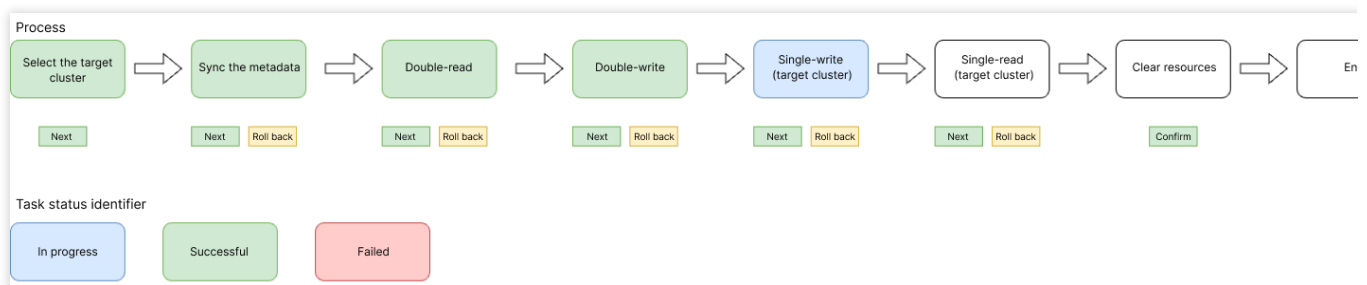 Process
Select the target
cluster
Sync the metadata
Double-read
Double-write
Single-write
(target cluster)
Single-read
(target cluster)
Clear resources
Next
Next
Roll back
Next
Roll back
Next
Roll back
Next
Roll back
Next
Roll back
Confirm
Task status identifier
In progress
Successful
Failed